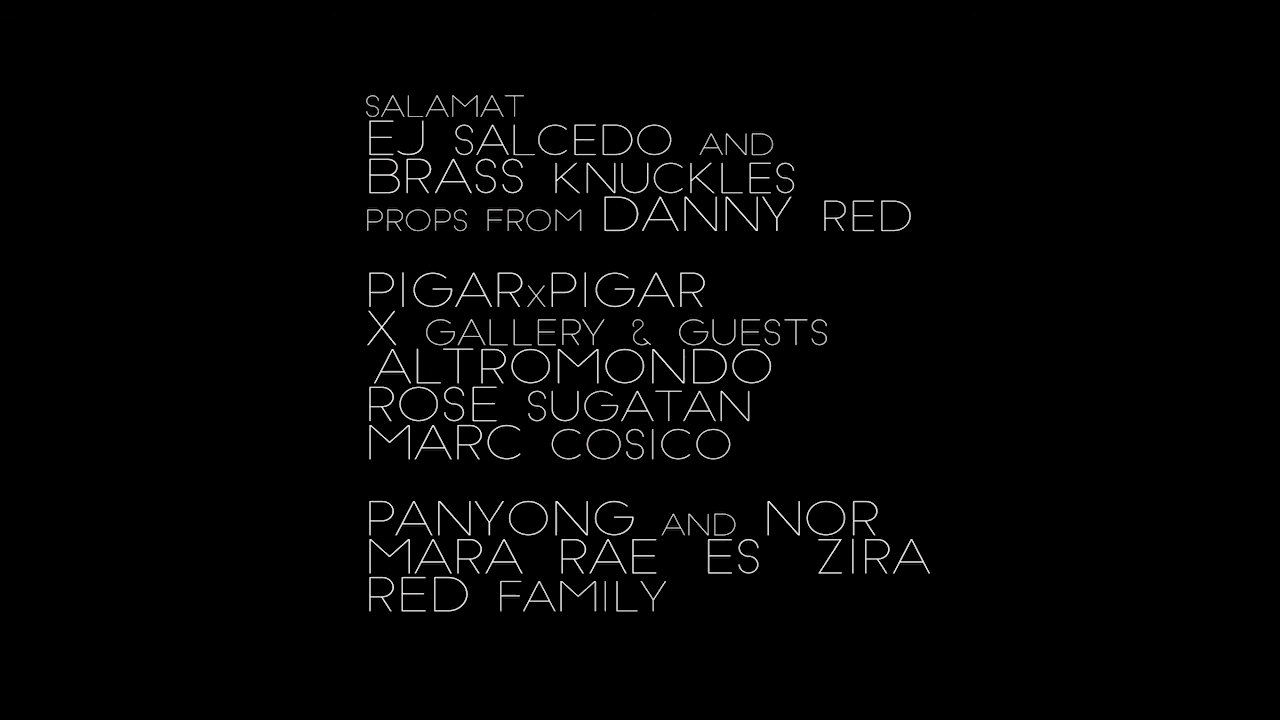 SALAMAT
EJ SALCEDO AND
BRASS KNUCKLES
PROPS FROM DANNY RED
PIGARxPIGAR
X GALLERY & GUESTS
ALTROMONDO
ROSE SUGATAN
MARC COSICO
PANYONG AND NOR
MARA RAE ES ZIRA
RED FAMILY